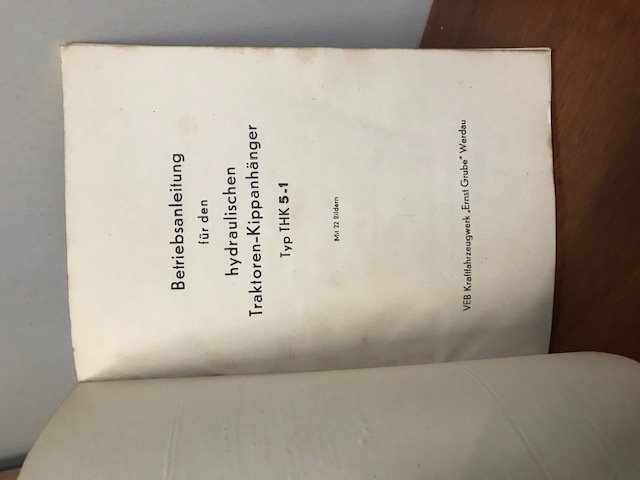 Betriebsanleitung
für den
hydraulischen
Traktoren-Kippanhänger
Typ THK 5-1
Mit 22 Bildern
VEB Kraftfahrzeugwerk „Ernst Grube" Werdau